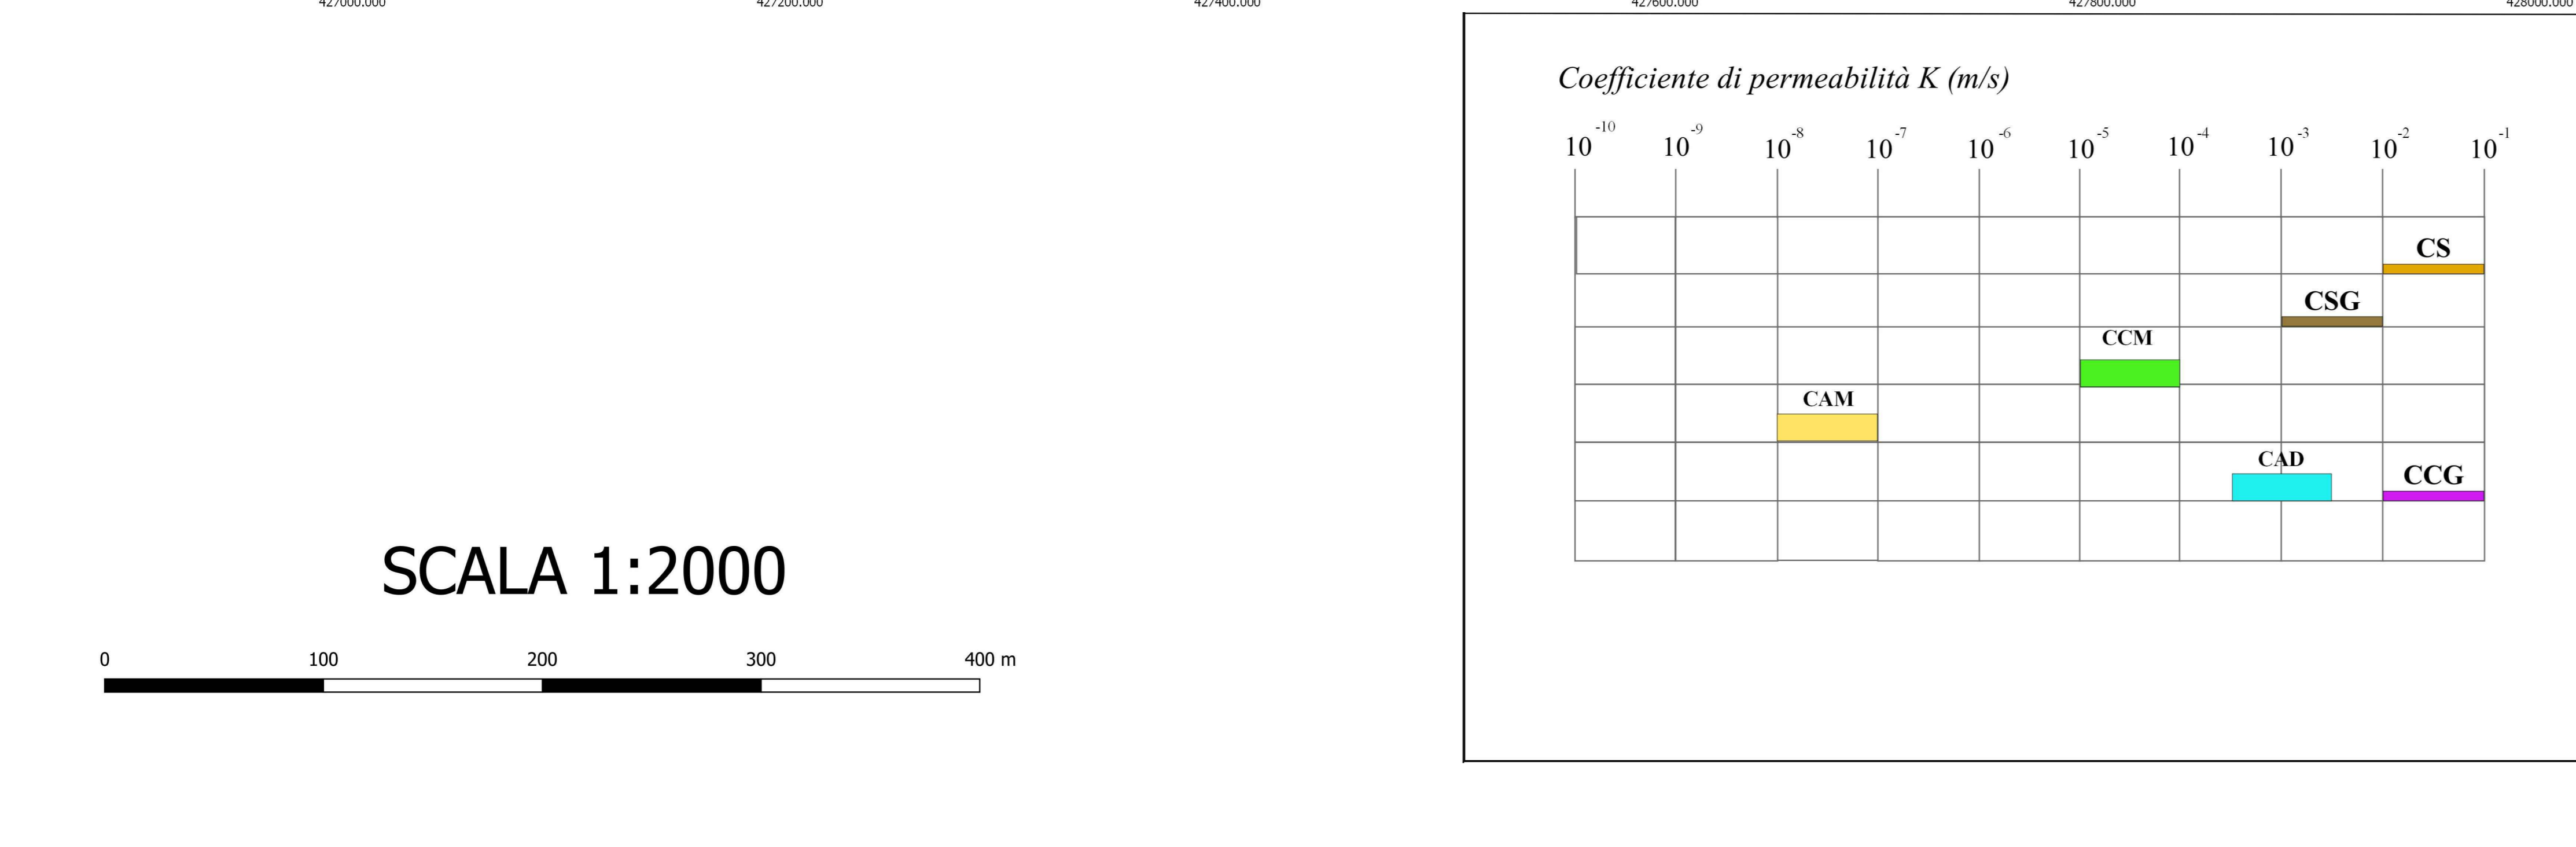 427000.000 427200.000 427400.000 427600.000 427800.000 428000.000
Coefficiente di permeabilità K (m/s)
10-10 10-9 10-8 10-7 10-6 10-5 10-4 10-3 10-2 10-1
CS
CSG
CCM
CAM
CAD CCG
SCALA 1:2000
0 100 200 300 400 m